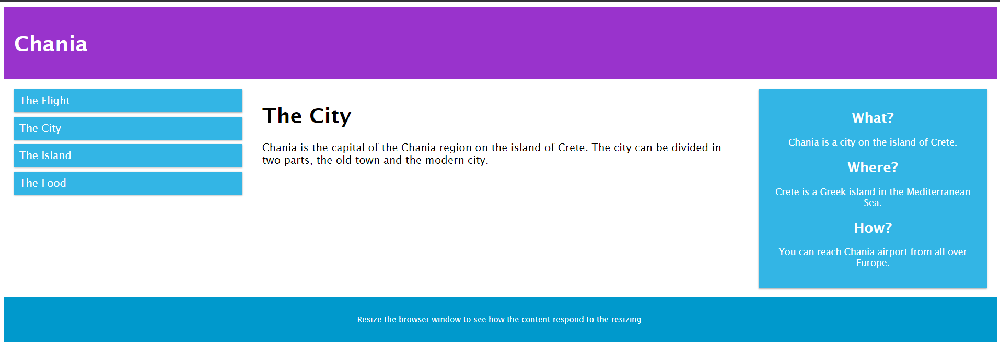 Chania
The Flight
The City
The Island
The Food
The City
Chania is the capital of the Chania region on the island of Crete. The city can be divided in
two parts, the old town and the modern city.
What?
Chania is a city on the island of Crete.
Where?
Crete is a Greek island in the Mediterranean
Sea.
How?
You can reach Chania airport from all over
Europe.
Resize the browser window to see how the content respond to the resizing.